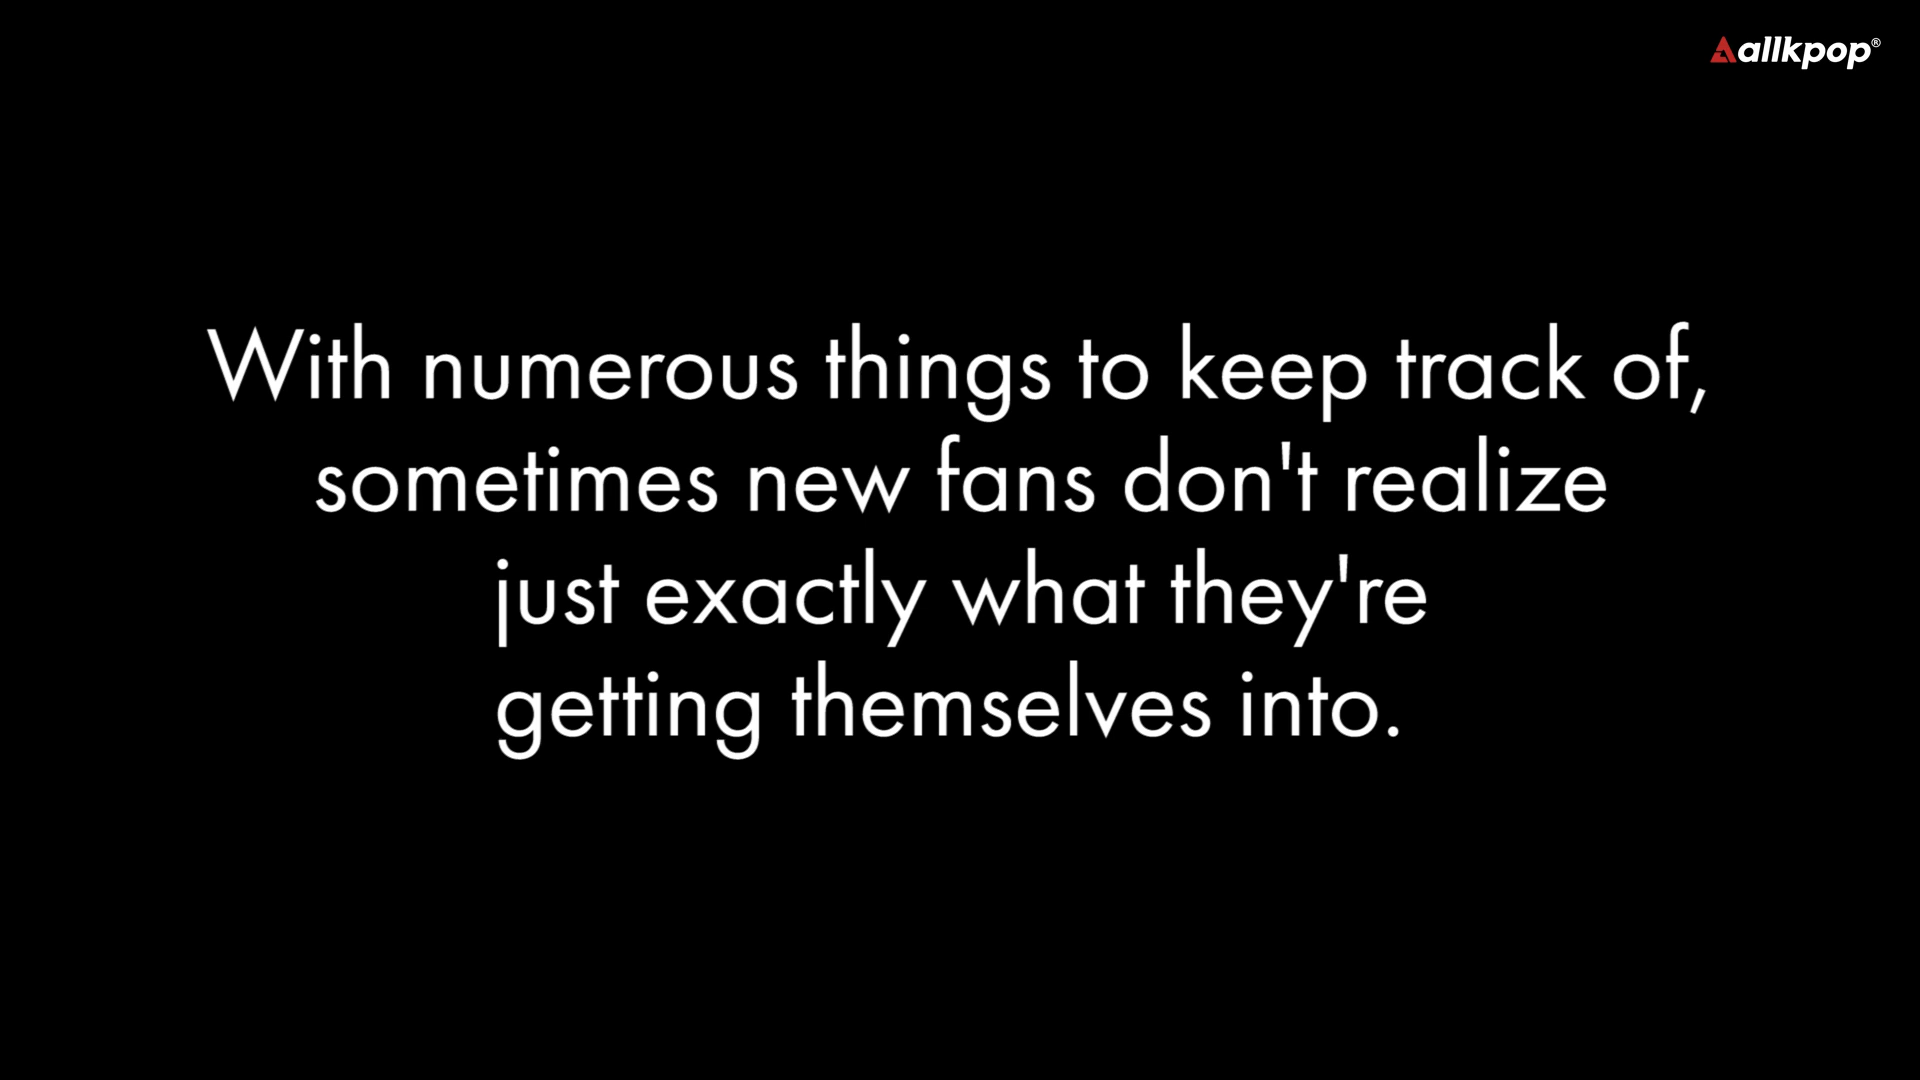 allkpop®
With numerous things to keep track of,
sometimes new fans don't realize
just exactly what they're
getting themselves into.